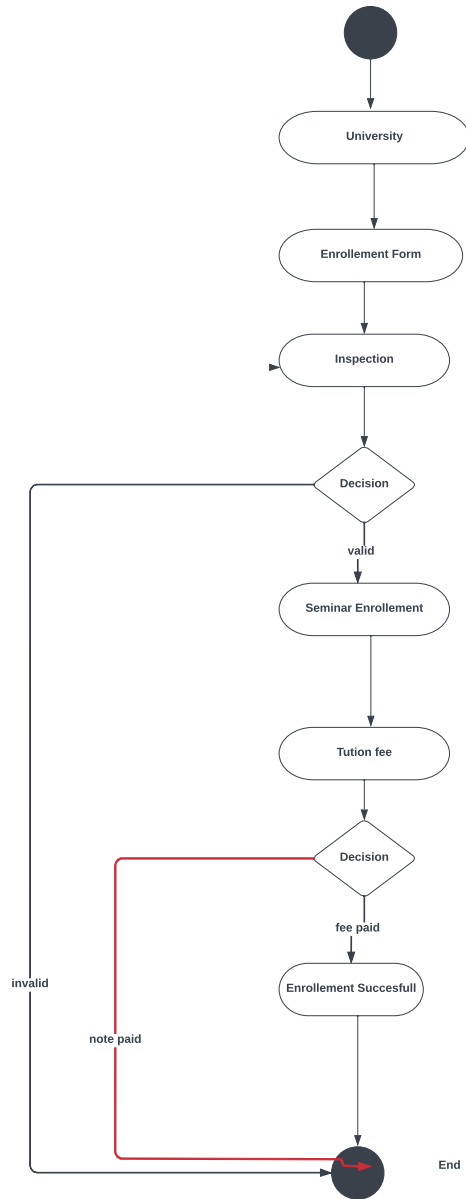 University
Enrollement Form
Inspection
Decision
valid
Seminar Enrollement
Tution fee
Decision
fee paid
invalid
Enrollement Succesfull
note paid
End